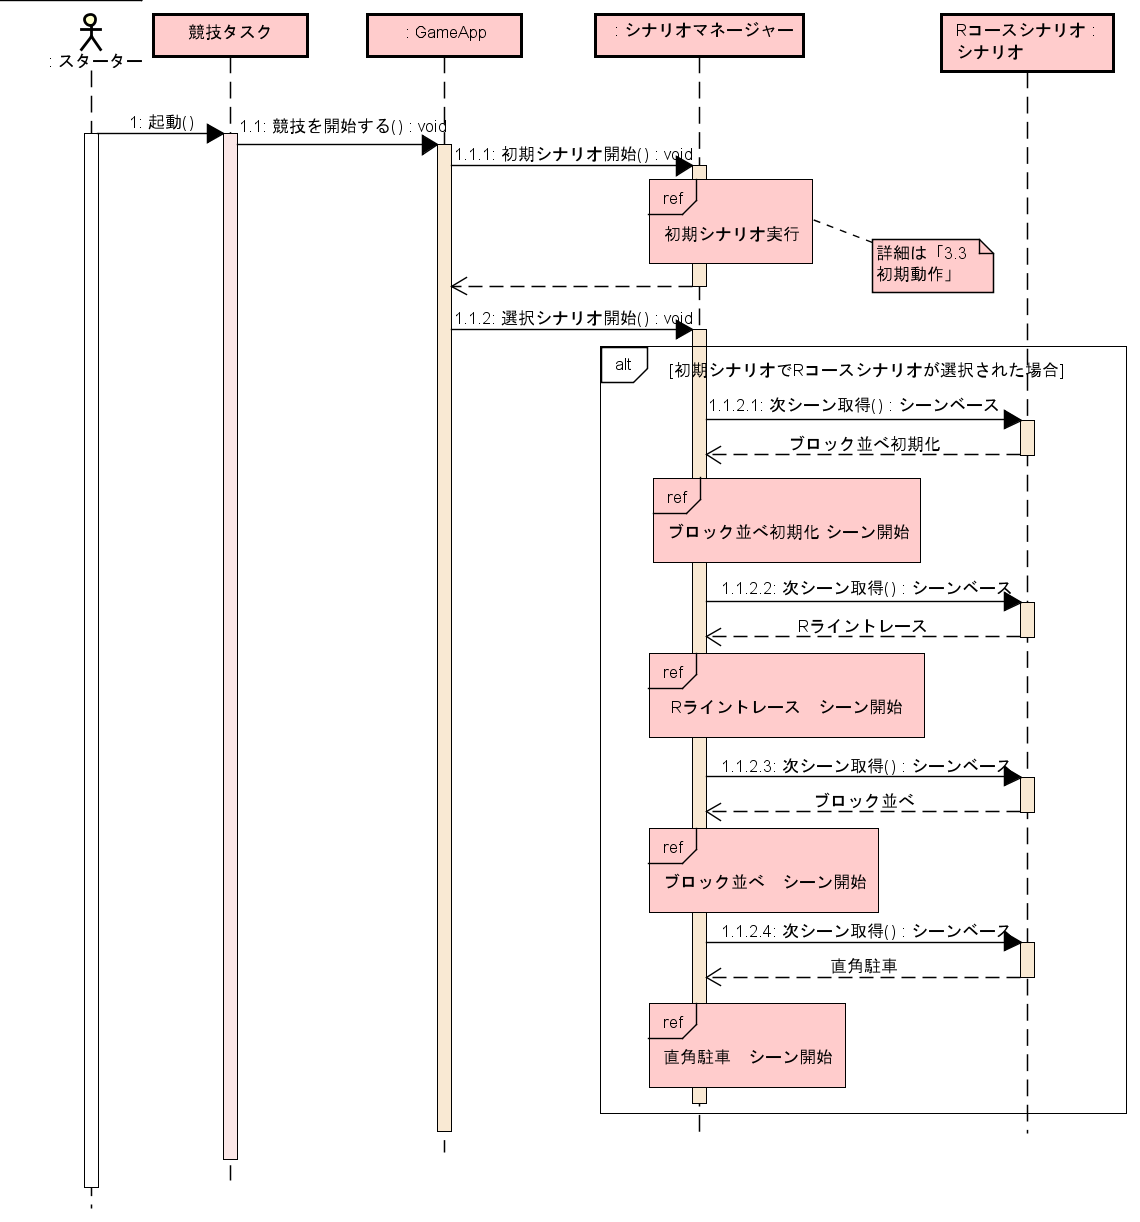 : スターター
競技タスク
: GameApp
: シナリオマネージャー
Rコースシナリオ :
シナリオ
1: 起動()
1.1: 競技を開始する() : void
1.1.1: 初期シナリオ開始() : void
ref
初期シナリオ実行
詳細は「3.3
初期動作」
1.1.2: 選択シナリオ開始() : void
alt
[初期シナリオでRコースシナリオが選択された場合]
1.1.2.1: 次シーン取得() : シーンベース
ブロック並べ初期化
ref
ブロック並べ初期化 シーン開始
1.1.2.2: 次シーン取得() : シーンベース
Rライントレース
ref
Rライントレース　シーン開始
1.1.2.3: 次シーン取得() : シーンベース
ブロック並べ
ref
ブロック並べ　シーン開始
1.1.2.4: 次シーン取得() : シーンベース
直角駐車
ref
直角駐車　シーン開始